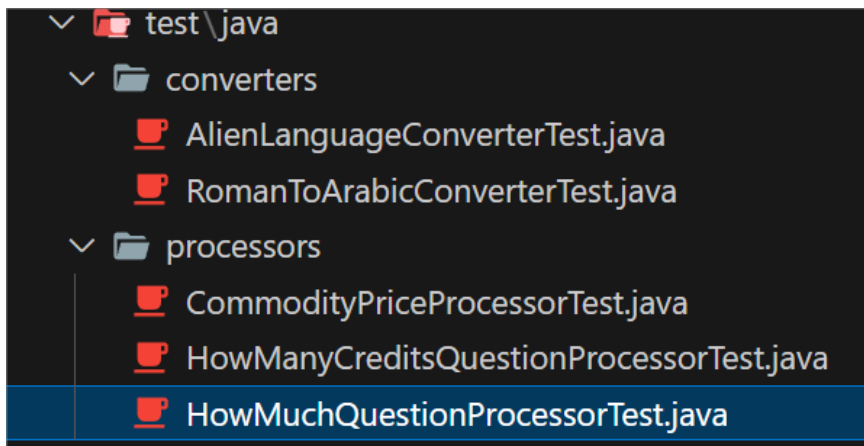 test\java
converters
AlienLanguageConverterTest.java
RomanToArabicConverterTest.java
processors
CommodityPriceProcessorTest.java
HowManyCreditsQuestionProcessorTest.java
HowMuchQuestionProcessorTest.java